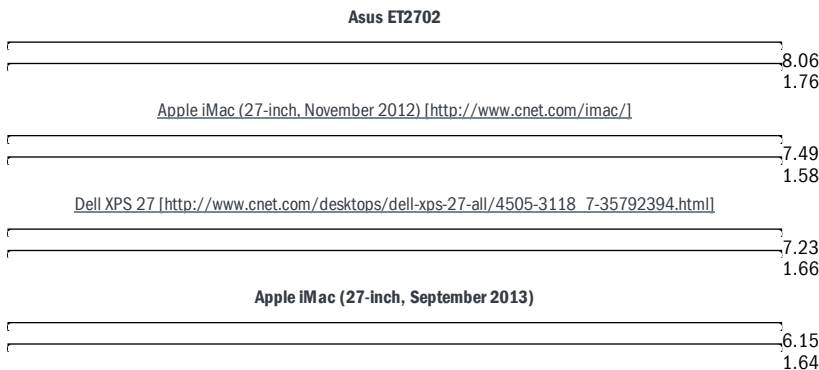 Asus ET2702
8.06
1.76
Apple iMac (27-inch, November 2012) [http://www.cnet.com/imac/]
7.49
1.58
Dell XPS 27 [http://www.cnet.com/desktops/dell-xps-27-all/4505-3118_7-35792394.html]
7.23
1.66
Apple iMac (27-inch, September 2013)
6.15
1.64